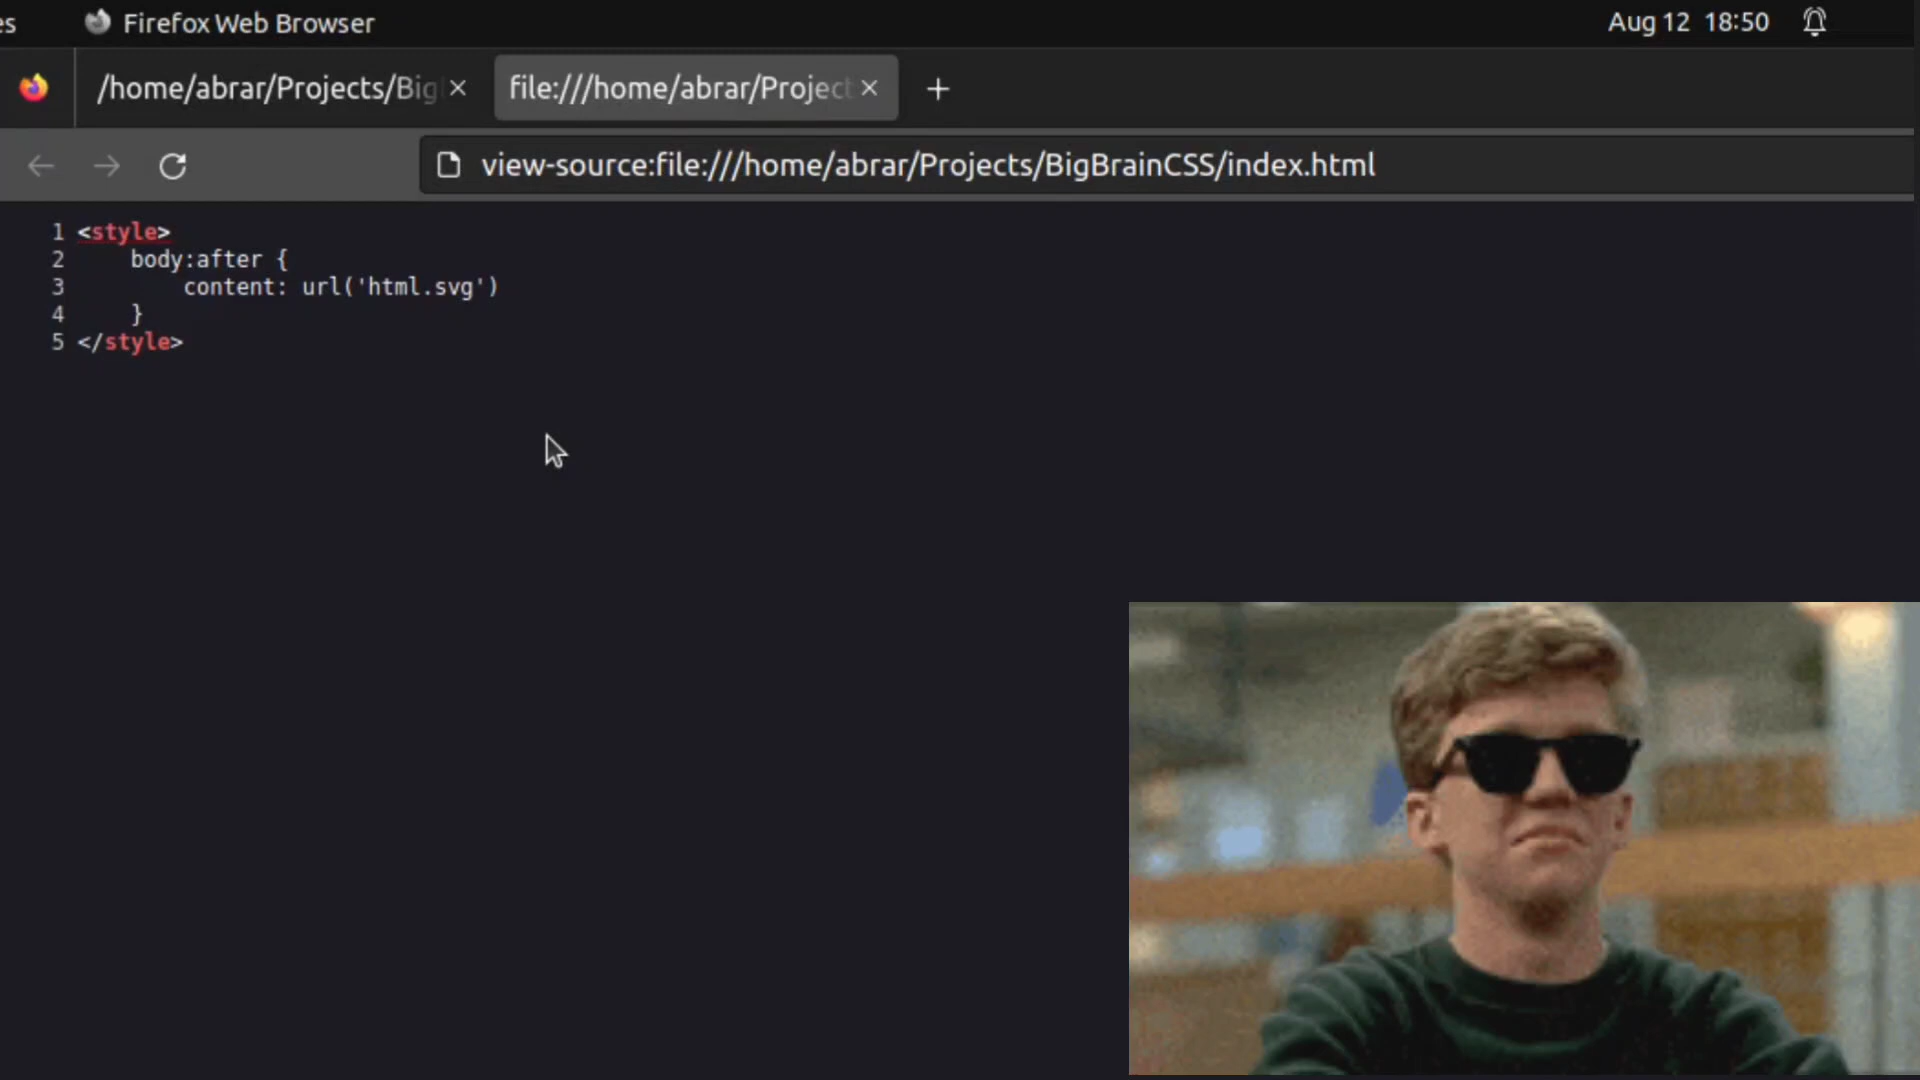 es Firefox Web Browser Aug 12 18:50
/home/abrar/Projects/Big file:///home/abrar/Project
view-source:file:///home/abrar/Projects/BigBrainCSS/index.html
1 <style>
2 body:after {
3 content: url('html.svg')
4 }
5 </style>